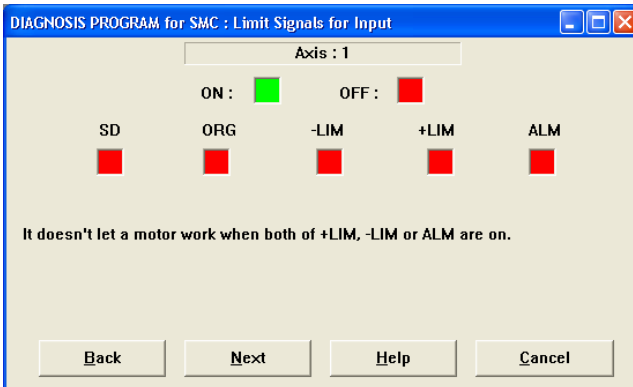 DIAGNOSIS PROGRAM for SMC : Limit Signals for Input
Axis : 1
ON : OFF :
SD ORG -LIM +LIM ALM
It doesn't let a motor work when both of +LIM, -LIM or ALM are on.
Back Next Help Cancel